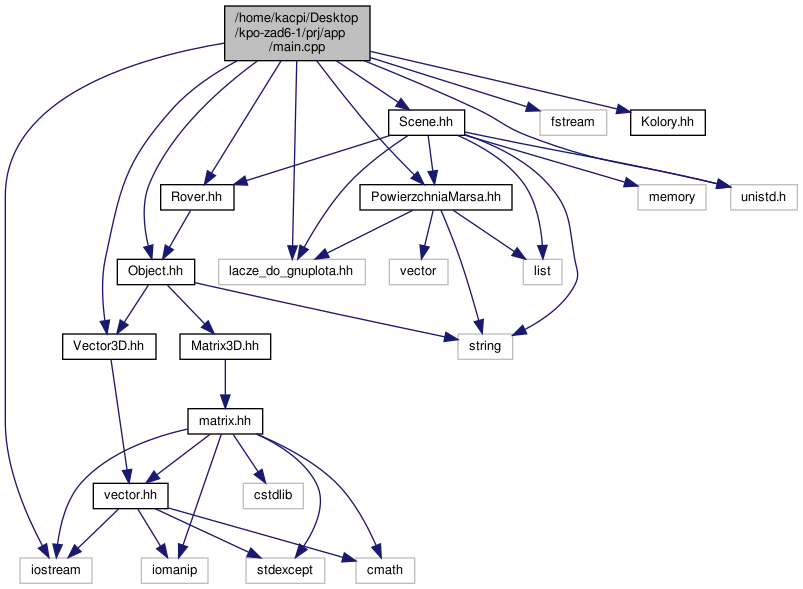 /home/kacpi/Desktop
/kpo-zad6-1/prj/app
/main.cpp
Scene.hh
fstream
Kolory.hh
Rover.hh
PowierzchniaMarsa.hh
memory
unistd.h
Object.hh
lacze_do_gnuplota.hh
vector
list
Vector3D.hh
Matrix3D.hh
string
matrix.hh
vector.hh
cstdlib
iostream
iomanip
stdexcept
cmath